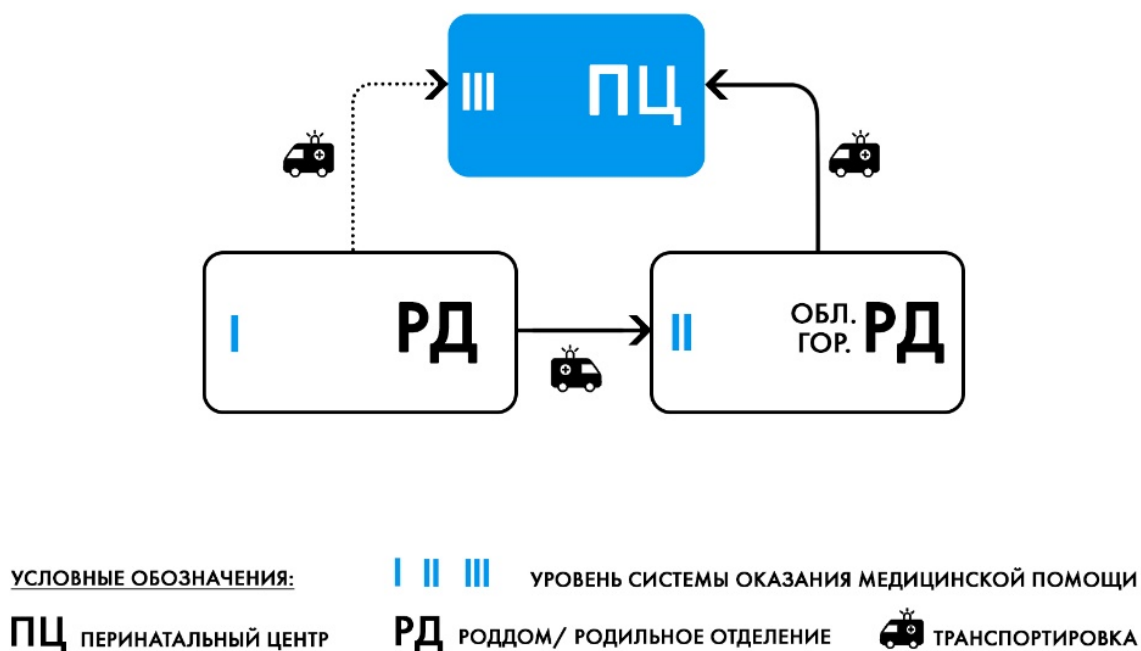 III ПЦ
I РД
II ОБЛ. ГОР. РД
УСЛОВНЫЕ ОБОЗНАЧЕНИЯ:
I II III УРОВЕНЬ СИСТЕМЫ ОКАЗАНИЯ МЕДИЦИНСКОЙ ПОМОЩИ
ПЦ ПЕРИНАТАЛЬНЫЙ ЦЕНТР
РД РОДДОМ/ РОДИЛЬНОЕ ОТДЕЛЕНИЕ
ТРАНСПОРТИРОВКА